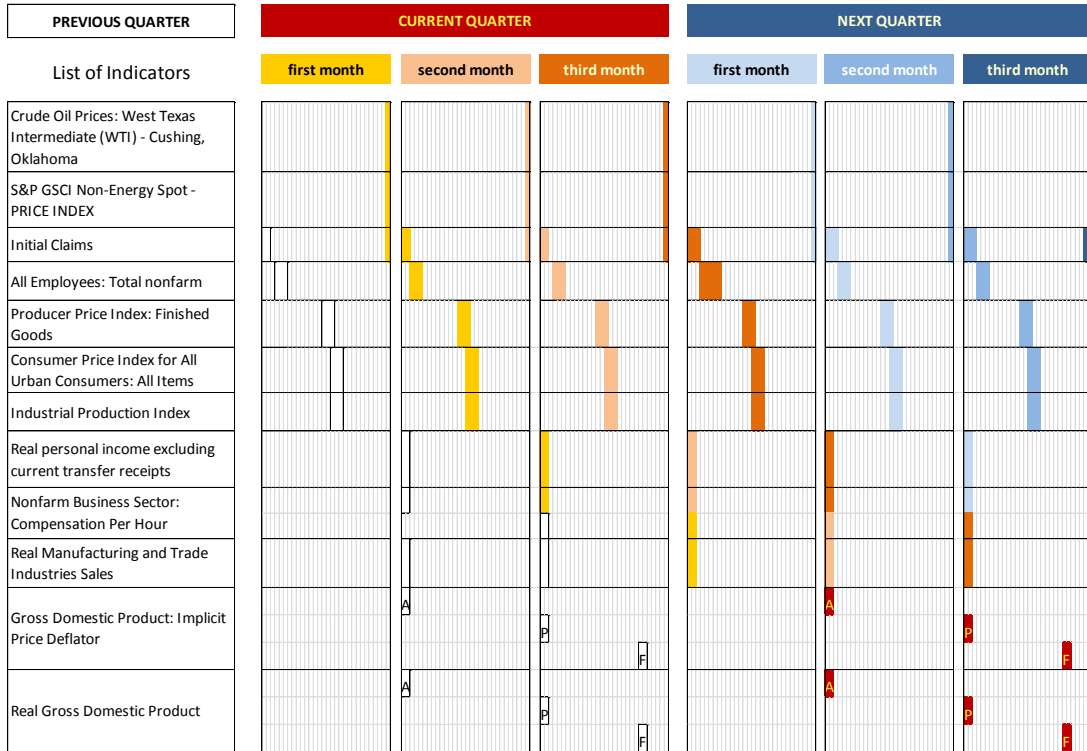 PREVIOUS QUARTER
CURRENT QUARTER
NEXT QUARTER
List of Indicators
first month
second month
third month
first month
second month
third month
Crude Oil Prices: West Texas
Intermediate (WTI) - Cushing,
Oklahoma
S&P GSCI Non-Energy Spot -
PRICE INDEX
Initial Claims
All Employees: Total nonfarm
Producer Price Index: Finished
Goods
Consumer Price Index for All
Urban Consumers: All Items
Industrial Production Index
Real personal income excluding
current transfer receipts
Nonfarm Business Sector:
Compensation Per Hour
Real Manufacturing and Trade
Industries Sales
Gross Domestic Product: Implicit
Price Deflator
A
A
P
P
F
F
Real Gross Domestic Product
A
A
P
P
F
F